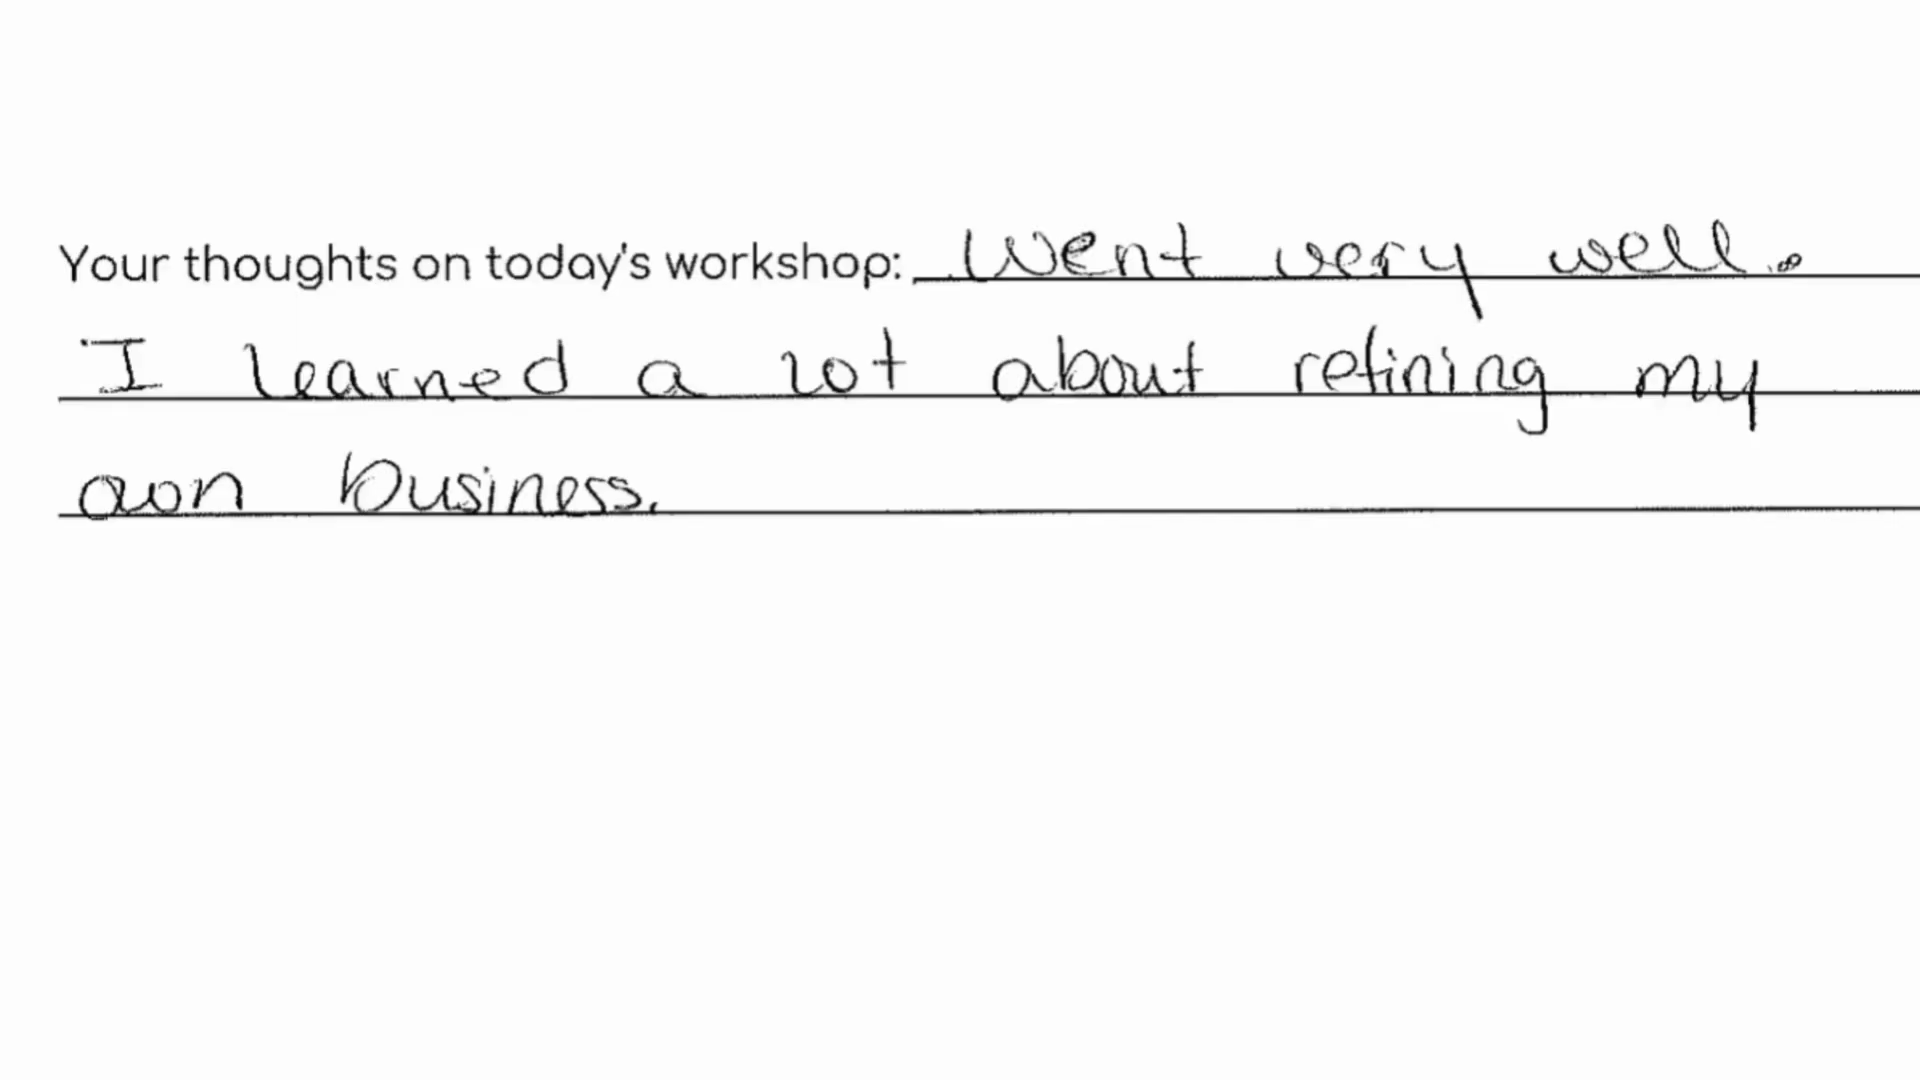 Your thoughts on today's workshop: Went very well.
I learned a lot about refining my
own business.